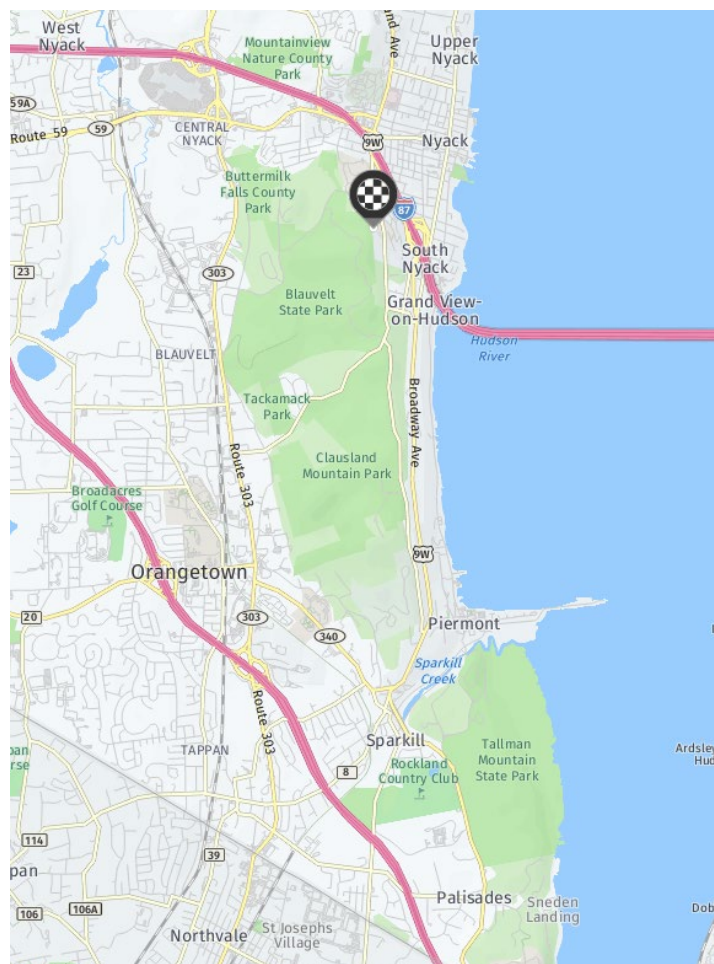 West
Nyack
Mountainview
Nature County
Park
Upper
Nyack
59A
Route 59
59
CENTRAL
NYACK
9W
Nyack
Buttermilk
Falls County
Park
87
South
Nyack
303
23
Blauvelt
State Park
Grand View-
on-Hudson
Hudson
River
BLAUVELT
Tackamack
Park
Broadway Ave
Route 303
Clausland
Mountain Park
Broadacres
Golf Course
9W
Orangetown
20
303
340
Piermont
Sparkill
Creek
Route 303
TAPPAN
Sparkill
Tallman
Mountain
State Park
8
Rockland
Country Club
114
39
106
106A
Palisades
Sneden
Landing
St Josephs
Village
Northvale